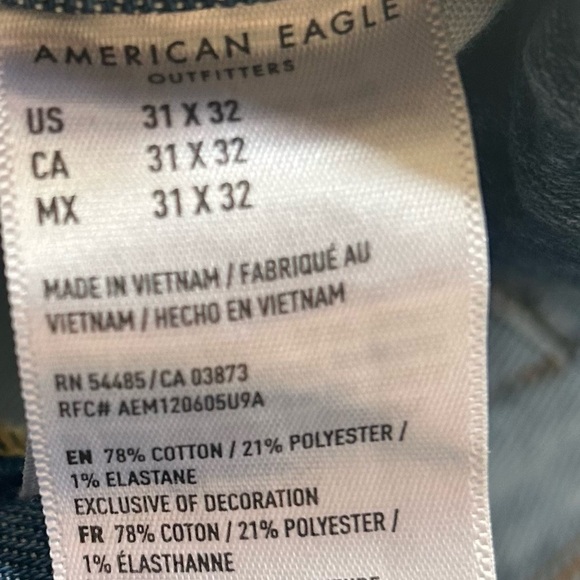 AMERICAN EAGLE
OUTFITTERS
US 31 X 32
CA 31 X 32
MX 31 X 32
MADE IN VIETNAM / FABRIQUÉ AU
VIETNAM / HECHO EN VIETNAM
RN 54485 / CA 03873
RFC# AEM120605U9A
EN 78% COTTON / 21% POLYESTER /
1% ELASTANE
EXCLUSIVE OF DECORATION
FR 78% COTON / 21% POLYESTER /
1% ÉLASTHANNE